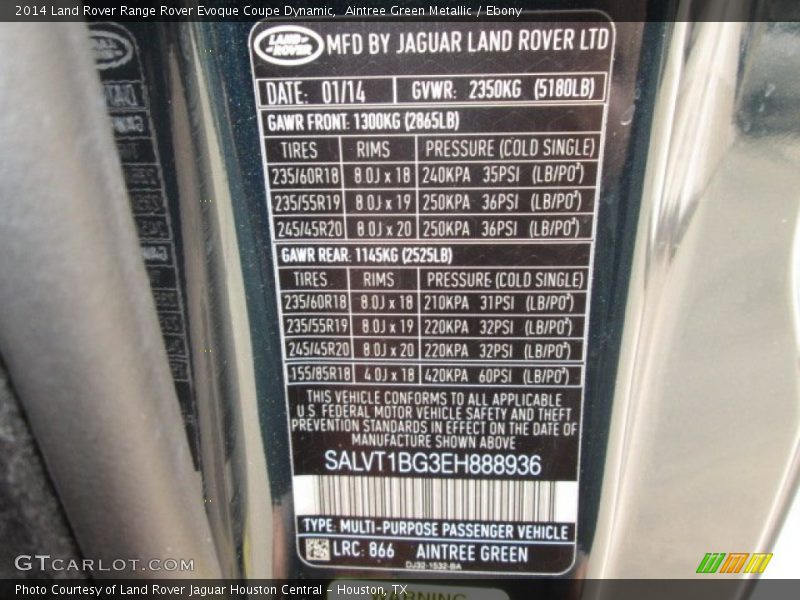 2014 Land Rover Range Rover Evoque Coupe Dynamic, Aintree Green Metallic / Ebony
LAND ROVER MFD BY JAGUAR LAND ROVER LTD
DATE: 01/14 GVWR: 2350KG (5180LB)
GAWR FRONT: 1300KG (2865LB)
TIRES RIMS PRESSURE (COLD SINGLE)
235/60R18 8.0J x 18 240KPA 35PSI (LB/PO²)
235/55R19 8.0J x 19 250KPA 36PSI (LB/PO²)
245/45R20 8.0J x 20 250KPA 36PSI (LB/PO²)
GAWR REAR: 1145KG (2525LB)
TIRES RIMS PRESSURE (COLD SINGLE)
235/60R18 8.0J x 18 210KPA 31PSI (LB/PO²)
235/55R19 8.0J x 19 220KPA 32PSI (LB/PO²)
245/45R20 8.0J x 20 220KPA 32PSI (LB/PO²)
155/85R18 4.0J x 18 420KPA 60PSI (LB/PO²)
THIS VEHICLE CONFORMS TO ALL APPLICABLE
U.S. FEDERAL MOTOR VEHICLE SAFETY AND THEFT
PREVENTION STANDARDS IN EFFECT ON THE DATE OF
MANUFACTURE SHOWN ABOVE
SALVT1BG3EH888936
TYPE: MULTI-PURPOSE PASSENGER VEHICLE
LRC: 866 AINTREE GREEN
DJ32-1532-BA
WARNING
GTCarlot.com
Photo Courtesy of Land Rover Jaguar Houston Central – Houston, TX